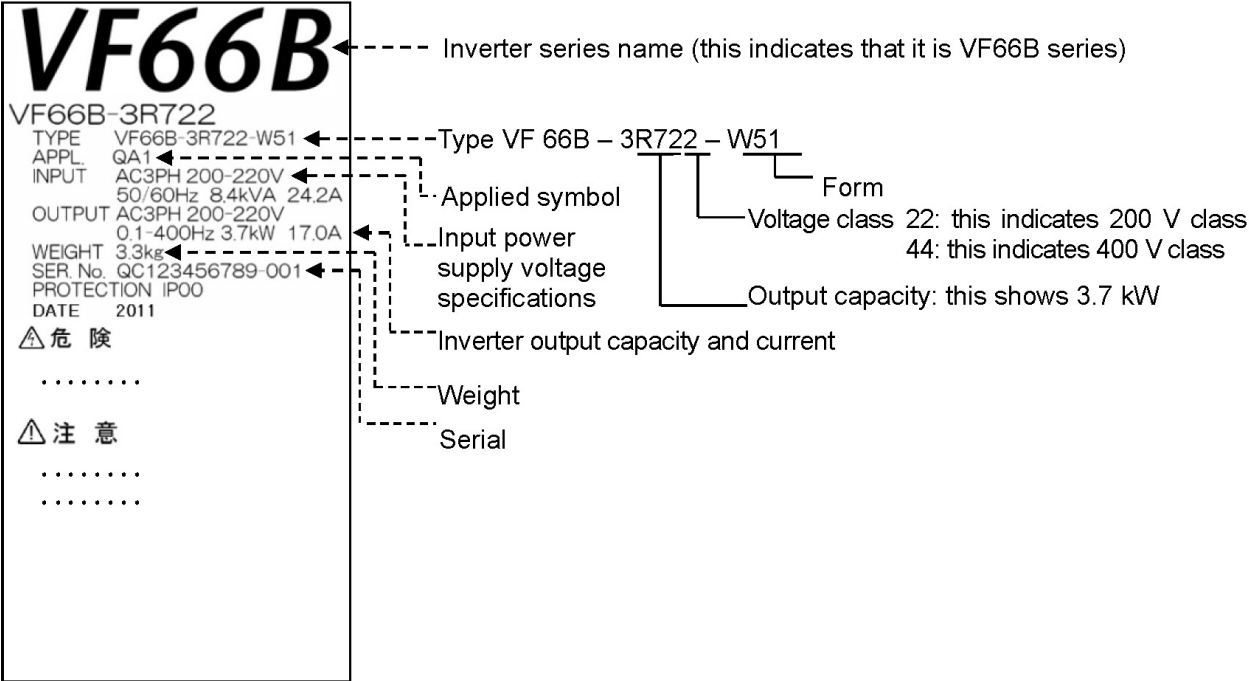 VF66B
VF66B-3R722
TYPE VF66B-3R722-W51
APPL. QA1
INPUT AC3PH 200-220V
50/60Hz 8.4kVA 24.2A
OUTPUT AC3PH 200-220V
0.1-400Hz 3.7kW 17.0A
WEIGHT 3.3kg
SER. No. QC123456789-001
PROTECTION IP00
DATE 2011
危 険
. . . . . . . .
注 意
. . . . . . . .
. . . . . . . .
Inverter series name (this indicates that it is VF66B series)
Type VF 66B – 3R722 – W51
Form
Voltage class 22: this indicates 200 V class
44: this indicates 400 V class
Output capacity: this shows 3.7 kW
Applied symbol
Input power
supply voltage
specifications
Inverter output capacity and current
Weight
Serial